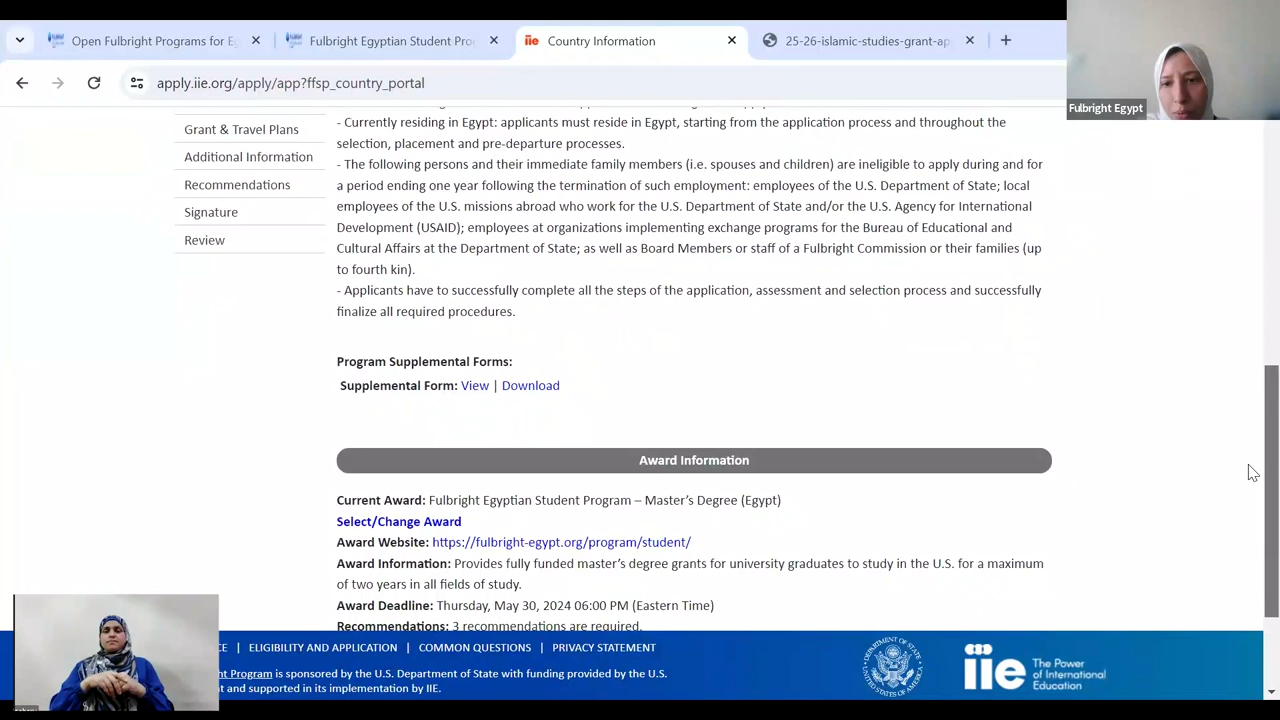 Open Fulbright Programs for Eg
Fulbright Egyptian Student Pro
iie Country Information
25-26-islamic-studies-grant-ap
apply.iie.org/apply/app?ffsp_country_portal
Fulbright Egypt
Grant & Travel Plans
Additional Information
Recommendations
Signature
Review
- Currently residing in Egypt: applicants must reside in Egypt, starting from the application process and throughout the
selection, placement and pre-departure processes.
- The following persons and their immediate family members (i.e. spouses and children) are ineligible to apply during and for
a period ending one year following the termination of such employment: employees of the U.S. Department of State; local
employees of the U.S. missions abroad who work for the U.S. Department of State and/or the U.S. Agency for International
Development (USAID); employees at organizations implementing exchange programs for the Bureau of Educational and
Cultural Affairs at the Department of State; as well as Board Members or staff of a Fulbright Commission or their families (up
to fourth kin).
- Applicants have to successfully complete all the steps of the application, assessment and selection process and successfully
finalize all required procedures.
Program Supplemental Forms:
Supplemental Form: View | Download
Award Information
Current Award: Fulbright Egyptian Student Program – Master's Degree (Egypt)
Select/Change Award
Award Website: https://fulbright-egypt.org/program/student/
Award Information: Provides fully funded master's degree grants for university graduates to study in the U.S. for a maximum
of two years in all fields of study.
Award Deadline: Thursday, May 30, 2024 06:00 PM (Eastern Time)
Recommendations: 3 recommendations are required.
CE | ELIGIBILITY AND APPLICATION | COMMON QUESTIONS | PRIVACY STATEMENT
ht Program is sponsored by the U.S. Department of State with funding provided by the U.S.
t and supported in its implementation by IIE.
iie The Power
of International
Education